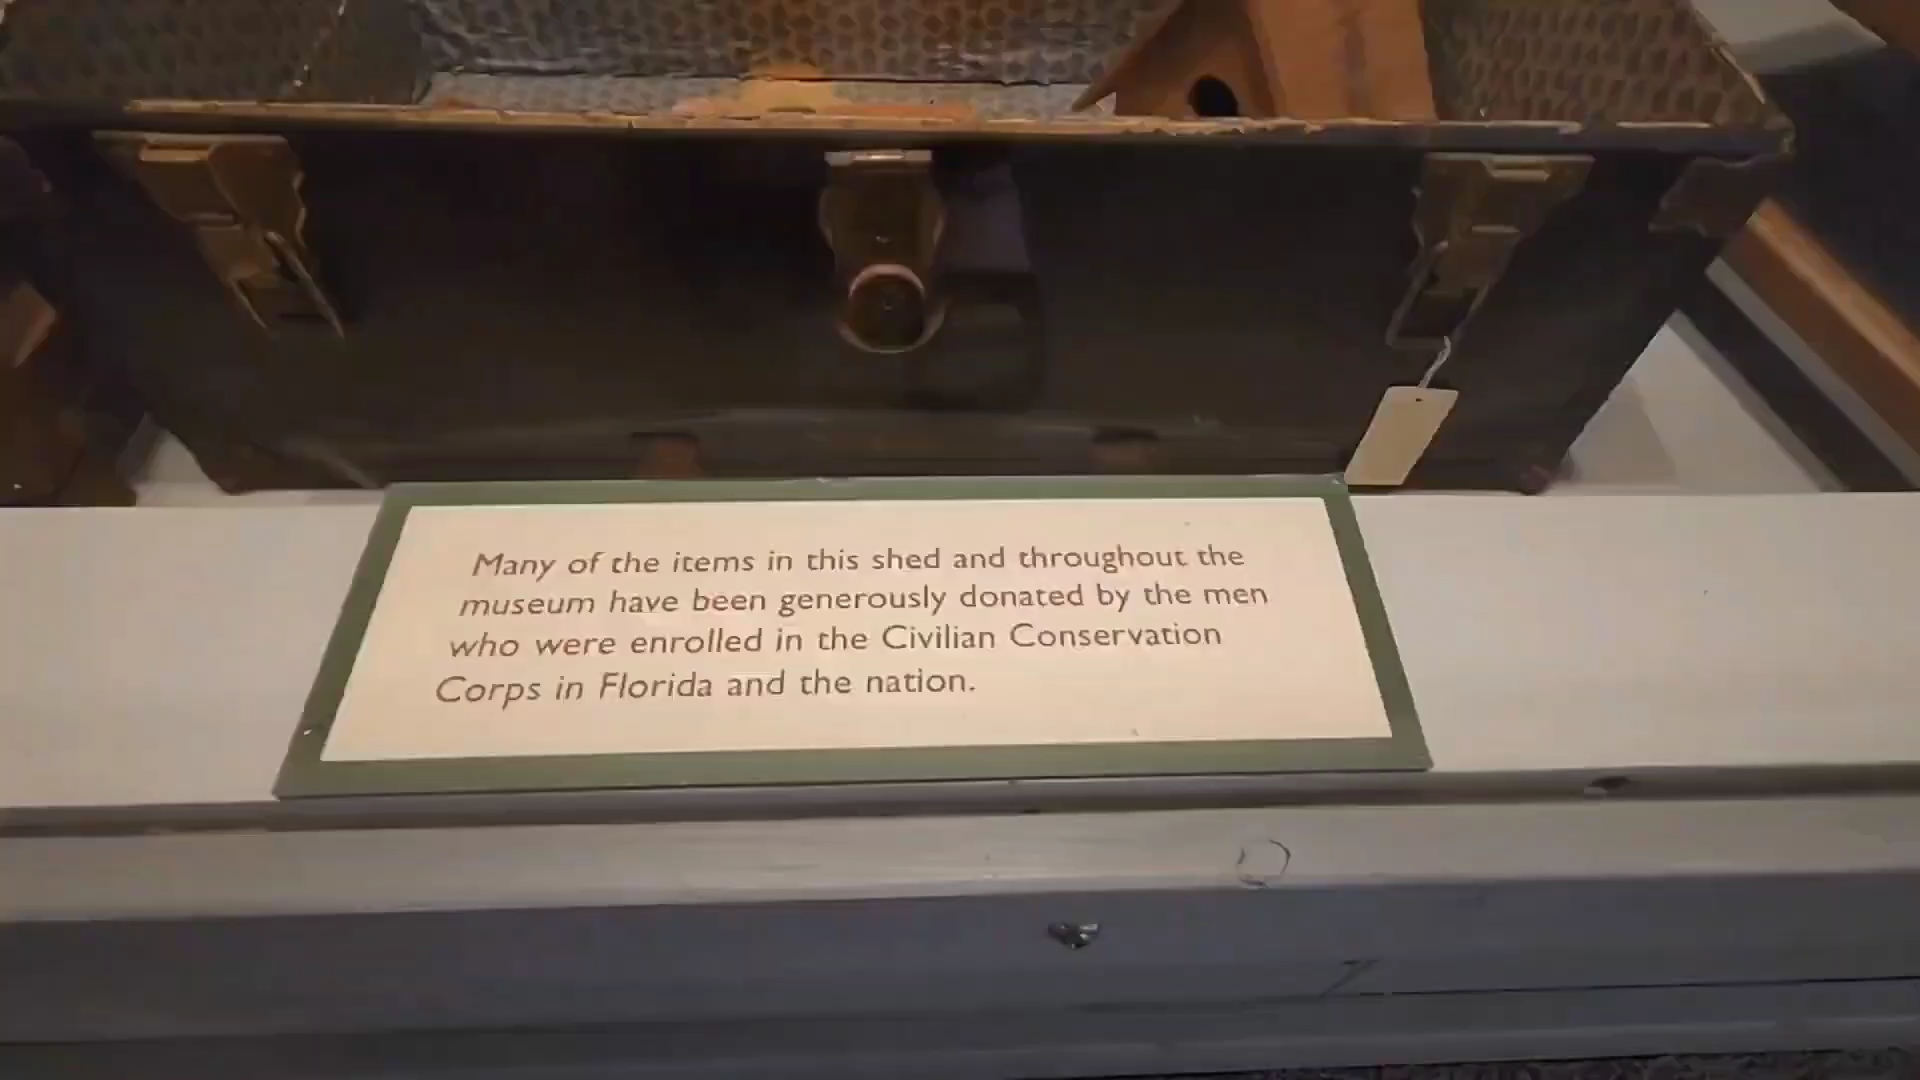 Many of the items in this shed and throughout the
museum have been generously donated by the men
who were enrolled in the Civilian Conservation
Corps in Florida and the nation.